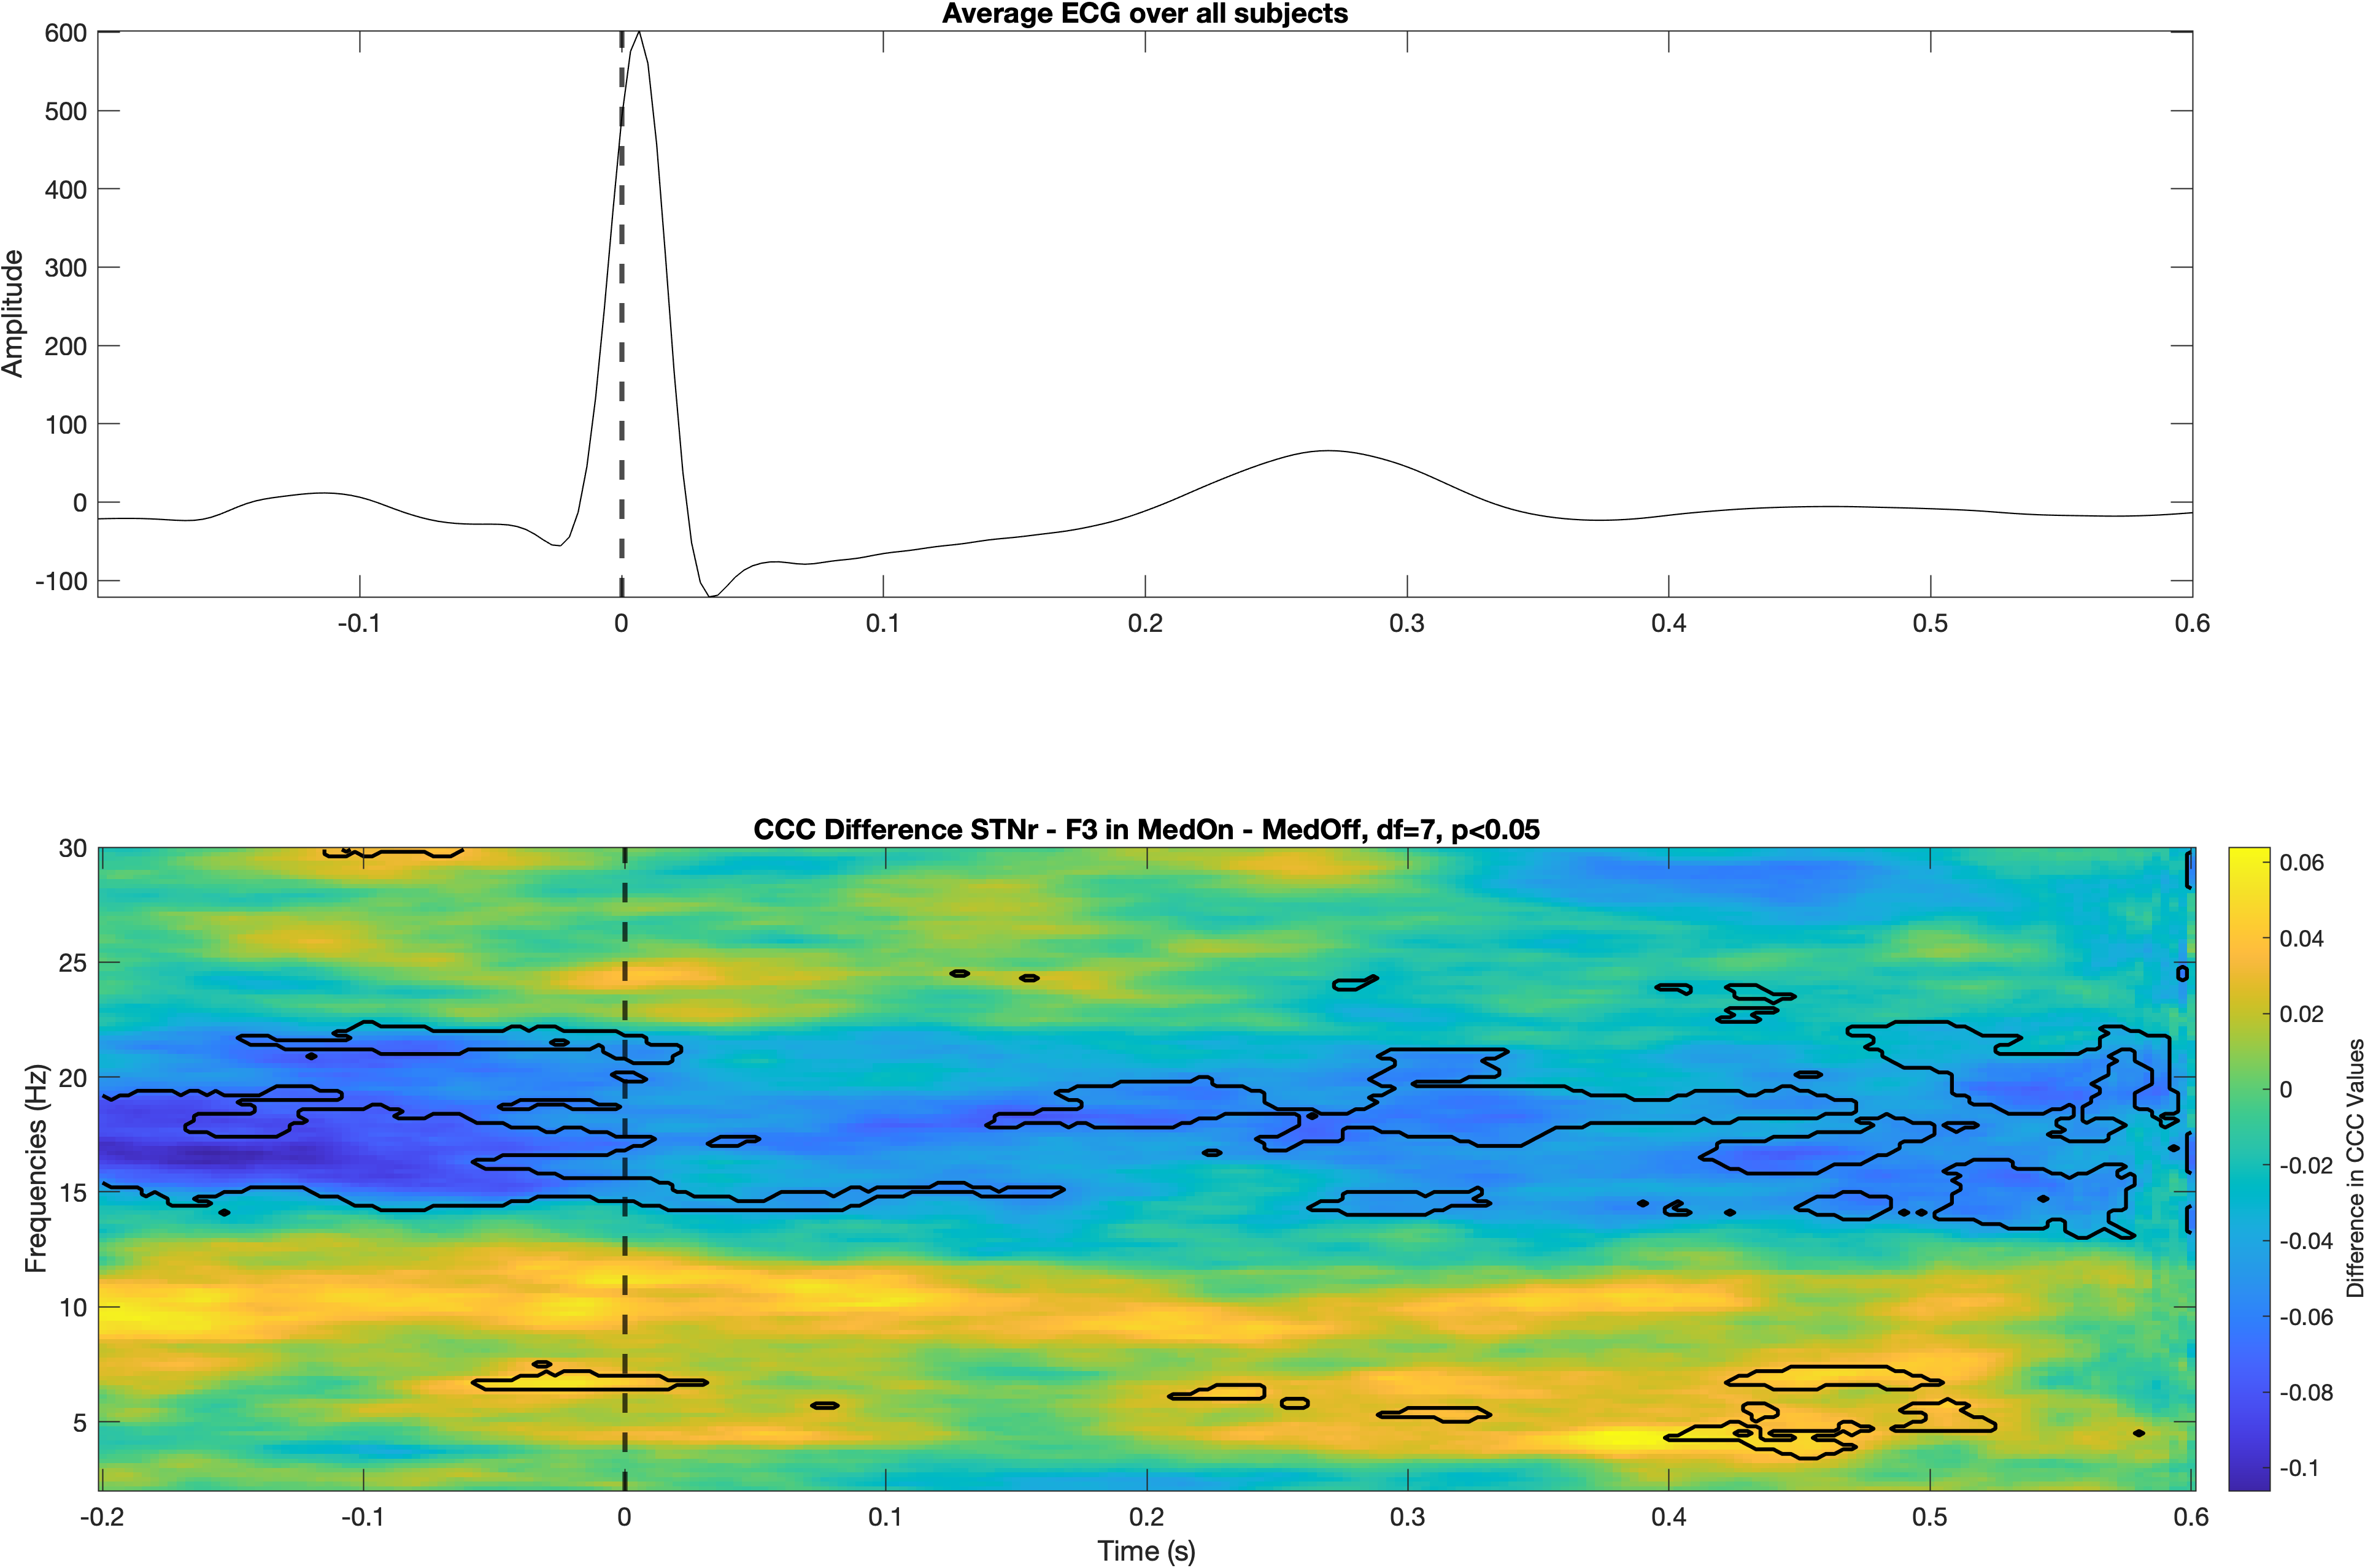 Average ECG over all subjects
600
500
400
300
200
100
0
-100
Amplitude
-0.1 0 0.1 0.2 0.3 0.4 0.5 0.6
CCC Difference STNr - F3 in MedOn - MedOff, df=7, p<0.05
30
25
20
15
10
5
Frequencies (Hz)
-0.2 -0.1 0 0.1 0.2 0.3 0.4 0.5 0.6
Time (s)
0.06
0.04
0.02
0
-0.02
-0.04
-0.06
-0.08
-0.1
Difference in CCC Values